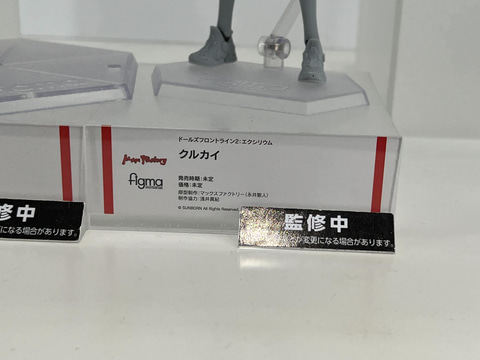 ドールズフロントライン2:エクシリウム
クルカイ
Max Factory
figma
発売時期:未定
価格:未定
原型制作:マックスファクトリー(永井聖人)
制作協力:浅井真紀
© SUNBORN All Rights Reserved.
修中
になる場合があります。
監修中
変更になる場合があります。